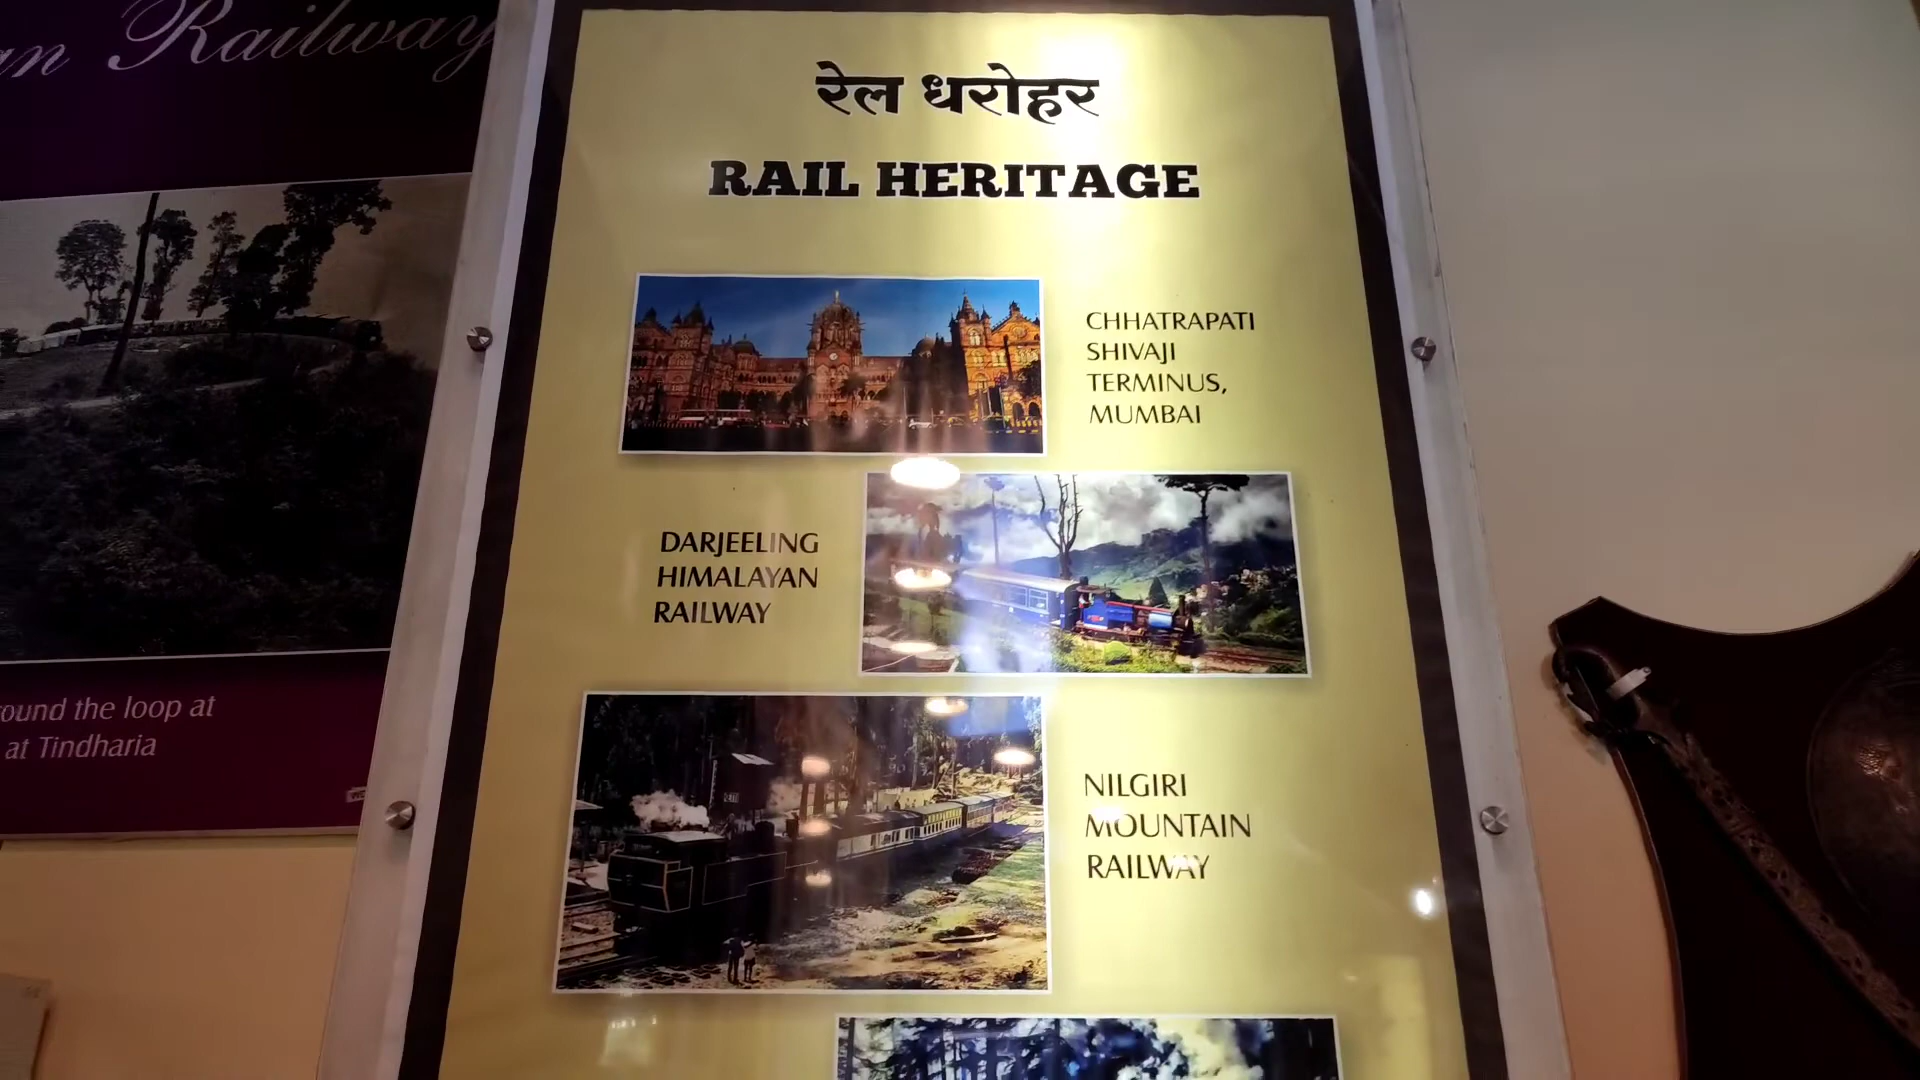 Railway
ound the loop at
at Tindharia
रेल धरोहर
RAIL HERITAGE
CHHATRAPATI
SHIVAJI
TERMINUS,
MUMBAI
DARJEELING
HIMALAYAN
RAILWAY
NILGIRI
MOUNTAIN
RAILWAY